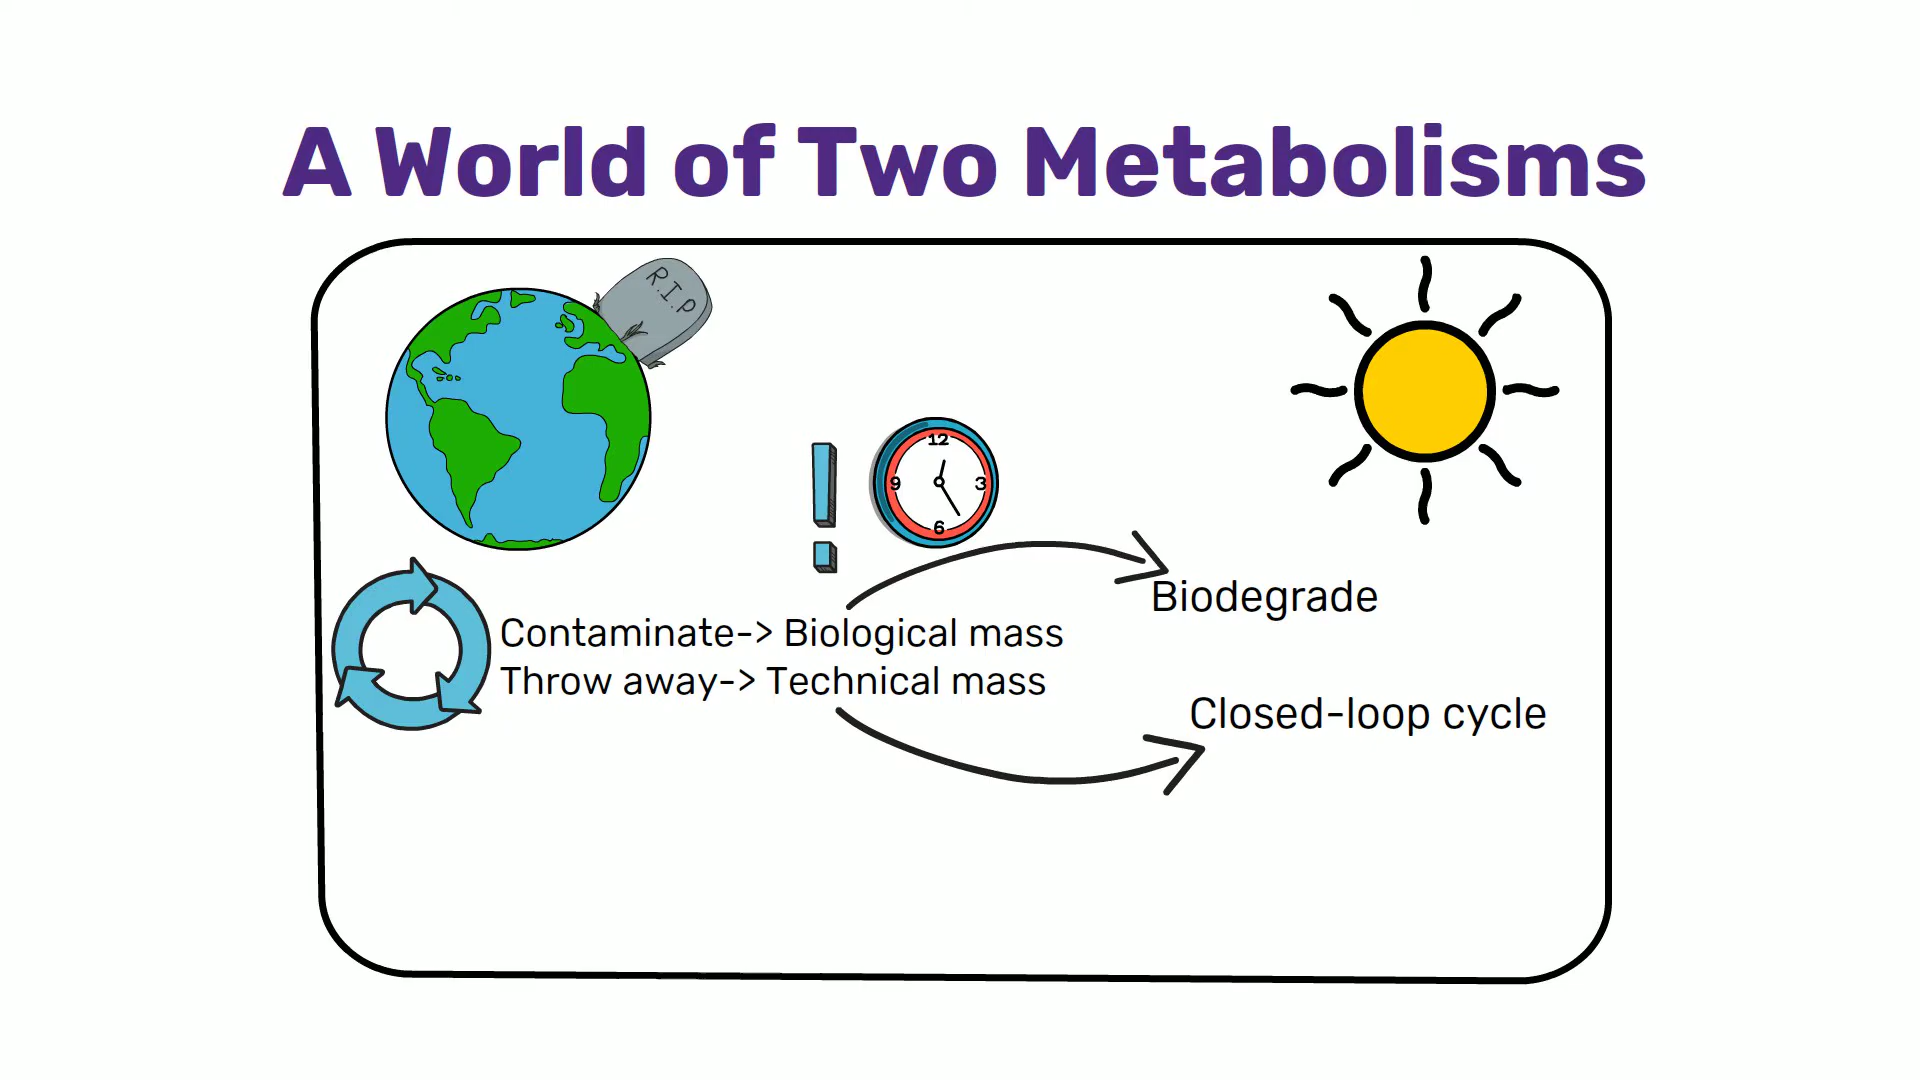 A World of Two Metabolisms
R.I.P
12
9
3
6
Biodegrade
Contaminate-> Biological mass
Throw away-> Technical mass
Closed-loop cycle